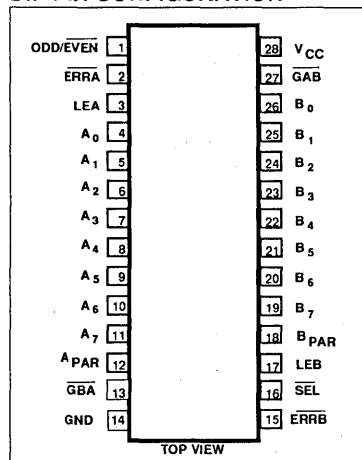 ODD/EVEN 1 28 VCC
ERRA 2 27 GAB
LEA 3 26 B0
A0 4 25 B1
A1 5 24 B2
A2 6 23 B3
A3 7 22 B4
A4 8 21 B5
A5 9 20 B6
A6 10 19 B7
A7 11 18 BPAR
APAR 12 17 LEB
GBA 13 16 SEL
GND 14 15 ERRB
TOP VIEW